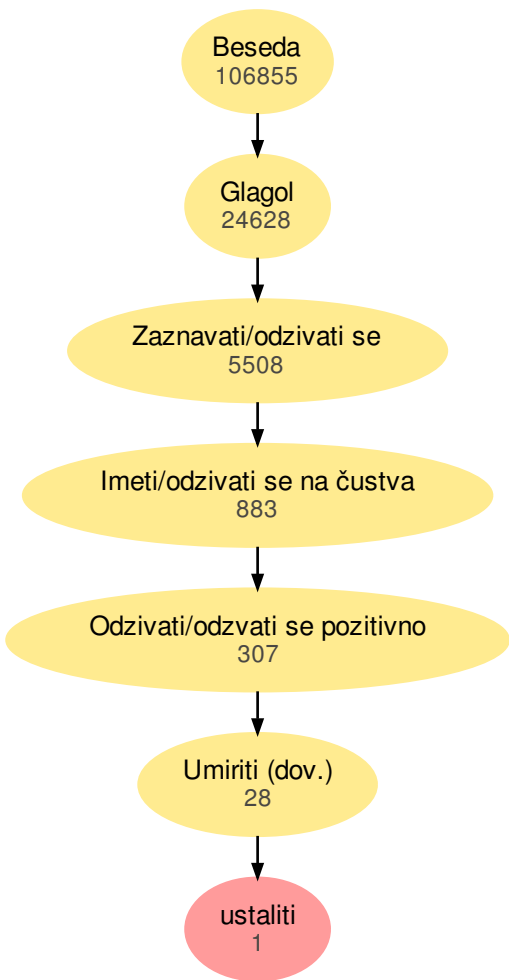 Beseda
106855
Glagol
24628
Zaznavati/odzivati se
5508
Imeti/odzivati se na čustva
883
Odzivati/odzvati se pozitivno
307
Umiriti (dov.)
28
ustaliti
1